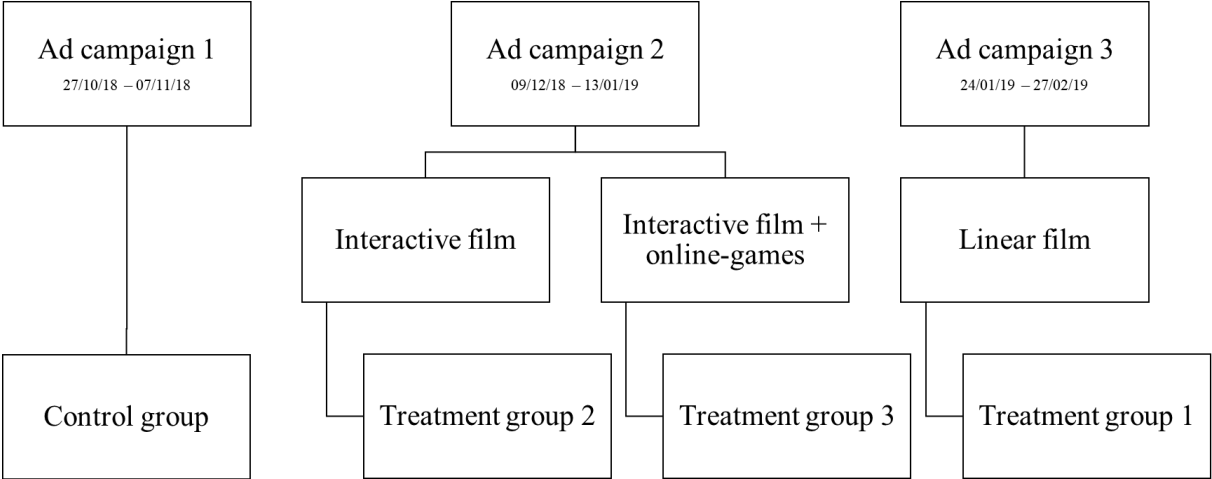 Ad campaign 1
27/10/18 – 07/11/18
Ad campaign 2
09/12/18 – 13/01/19
Ad campaign 3
24/01/19 – 27/02/19
Interactive film
Interactive film +
online-games
Linear film
Control group
Treatment group 2
Treatment group 3
Treatment group 1